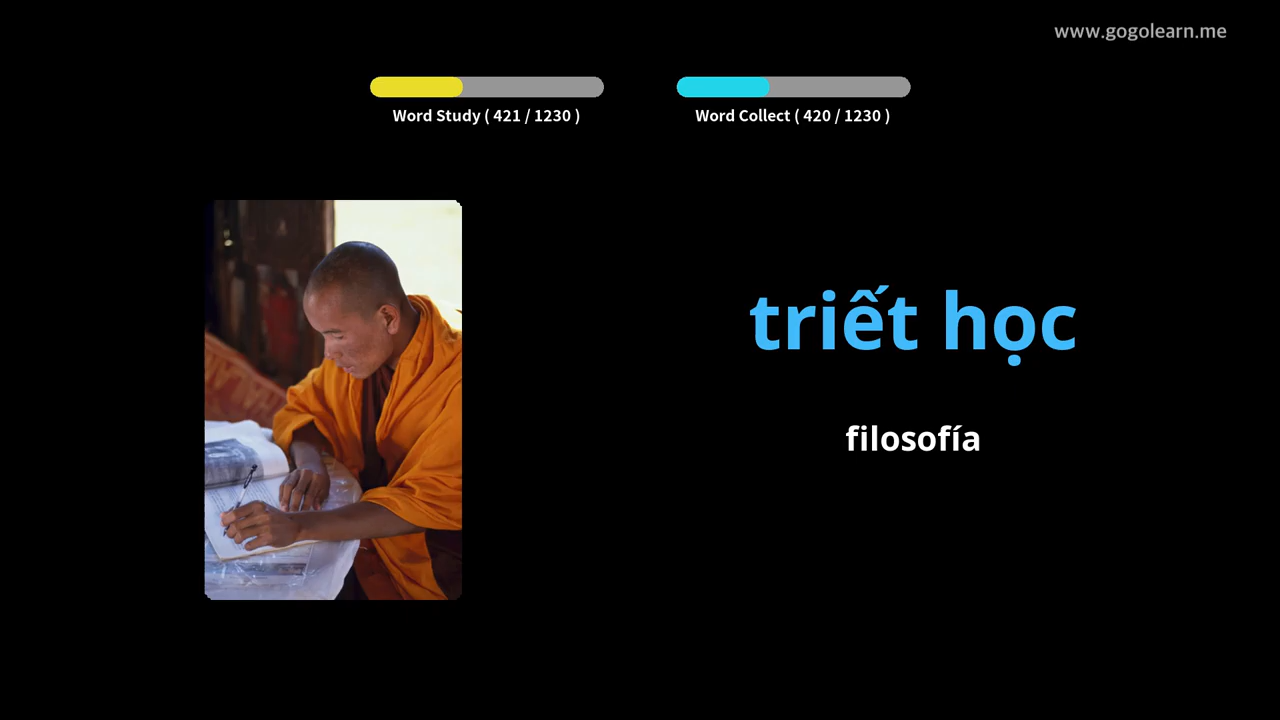 www.gogolearn.me
Word Study ( 421 / 1230 )
Word Collect ( 420 / 1230 )
triết học
filosofía